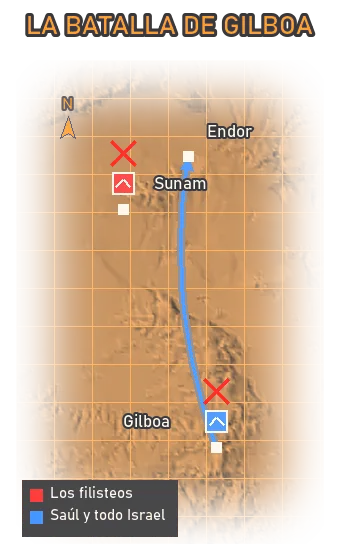 LA BATALLA DE GILBOA
N
Endor
Sunam
Gilboa
Los filisteos
Saúl y todo Israel